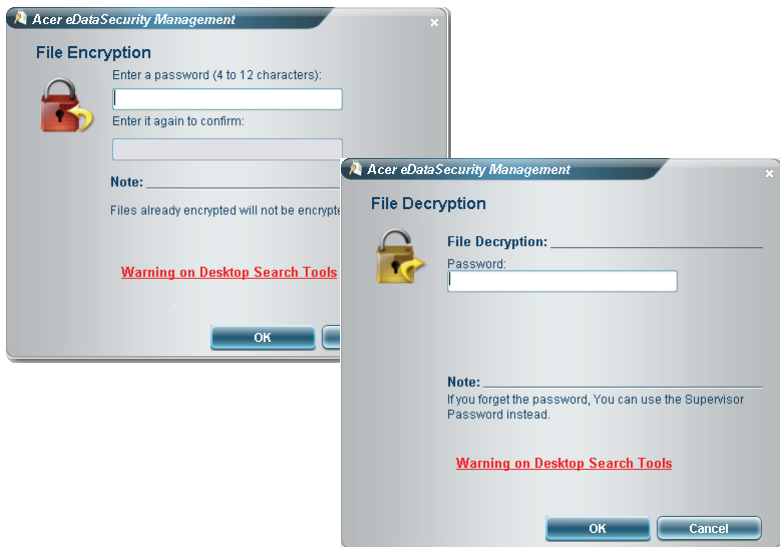 Acer eDataSecurity Management
File Encryption
Enter a password (4 to 12 characters):
Enter it again to confirm:
Note:
Files already encrypted will not be encrypte
Warning on Desktop Search Tools
OK
Acer eDataSecurity Management
File Decryption
File Decryption:
Password:
Note:
If you forget the password, You can use the Supervisor
Password instead.
Warning on Desktop Search Tools
OK
Cancel